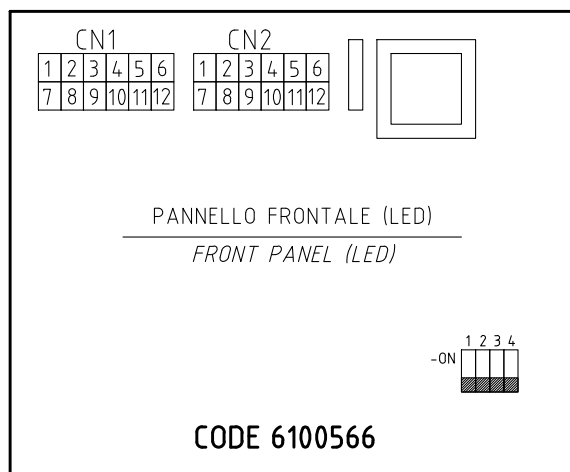 CN1 CN2
1 2 3 4 5 6 1 2 3 4 5 6
7 8 9 10 11 12 7 8 9 10 11 12
PANNELLO FRONTALE (LED)
FRONT PANEL (LED)
1 2 3 4
-ON
CODE 6100566